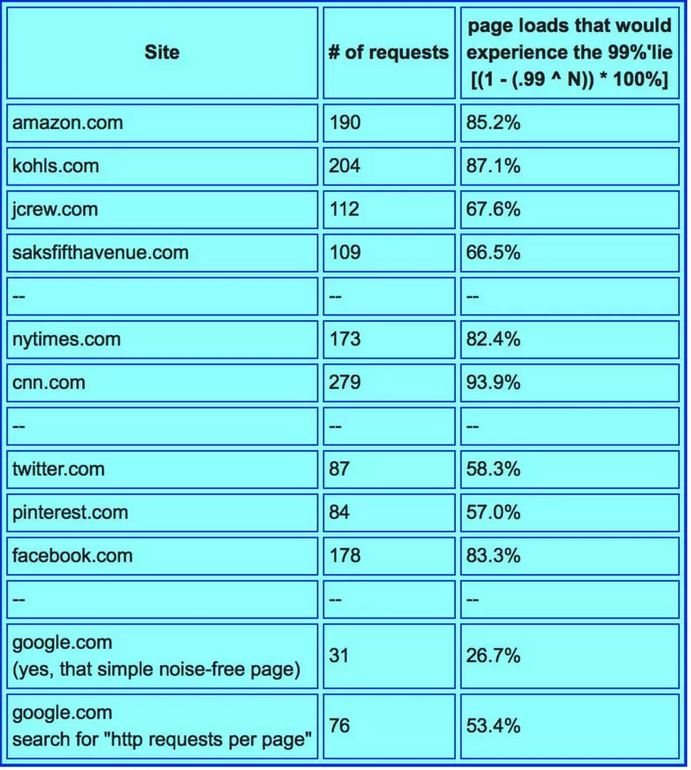 Site # of requests page loads that would
experience the 99%'lie
[(1 - (.99 ^ N)) * 100%]
amazon.com 190 85.2%
kohls.com 204 87.1%
jcrew.com 112 67.6%
saksfifthavenue.com 109 66.5%
-- -- --
nytimes.com 173 82.4%
cnn.com 279 93.9%
-- -- --
twitter.com 87 58.3%
pinterest.com 84 57.0%
facebook.com 178 83.3%
-- -- --
google.com
(yes, that simple noise-free page) 31 26.7%
google.com
search for "http requests per page" 76 53.4%